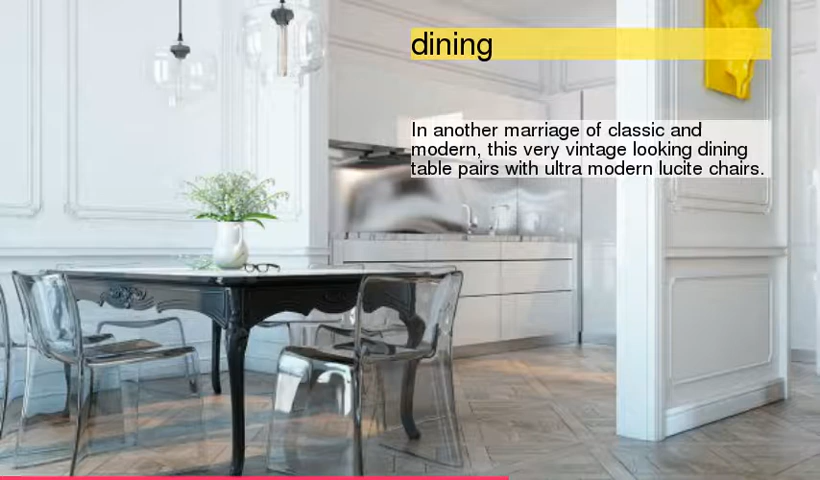 dining
In another marriage of classic and
modern, this very vintage looking dining
table pairs with ultra modern lucite chairs.